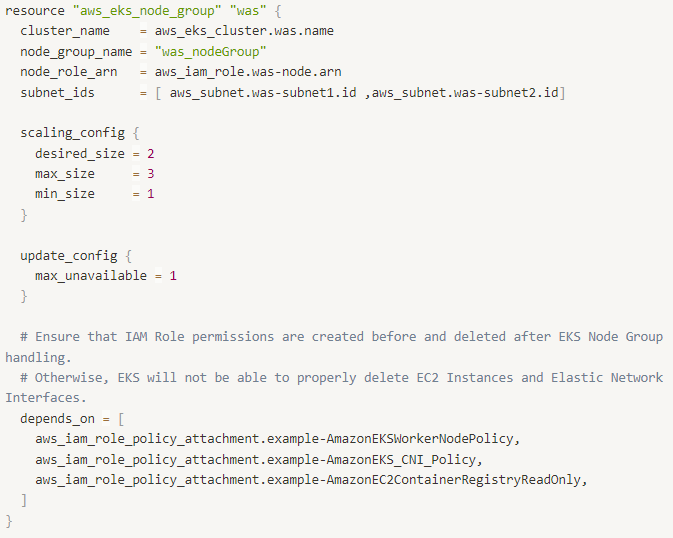 resource "aws_eks_node_group" "was" {
  cluster_name    = aws_eks_cluster.was.name
  node_group_name = "was_nodeGroup"
  node_role_arn   = aws_iam_role.was-node.arn
  subnet_ids      = [ aws_subnet.was-subnet1.id ,aws_subnet.was-subnet2.id]

  scaling_config {
    desired_size = 2
    max_size     = 3
    min_size     = 1
  }

  update_config {
    max_unavailable = 1
  }

  # Ensure that IAM Role permissions are created before and deleted after EKS Node Group
handling.
  # Otherwise, EKS will not be able to properly delete EC2 Instances and Elastic Network
Interfaces.
  depends_on = [
    aws_iam_role_policy_attachment.example-AmazonEKSWorkerNodePolicy,
    aws_iam_role_policy_attachment.example-AmazonEKS_CNI_Policy,
    aws_iam_role_policy_attachment.example-AmazonEC2ContainerRegistryReadOnly,
  ]
}